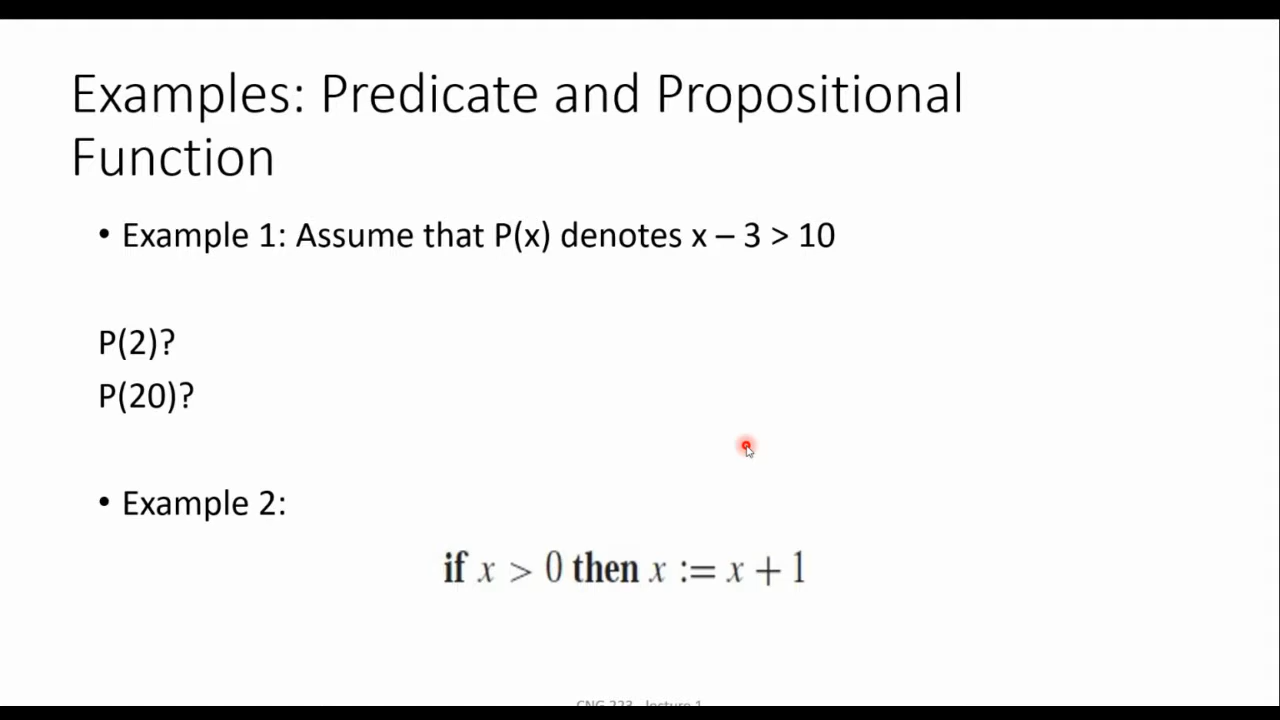 Examples: Predicate and Propositional
Function
• Example 1: Assume that P(x) denotes x – 3 > 10
P(2)?
P(20)?
• Example 2:
if x > 0 then x := x + 1
CNG 223 - lecture 1